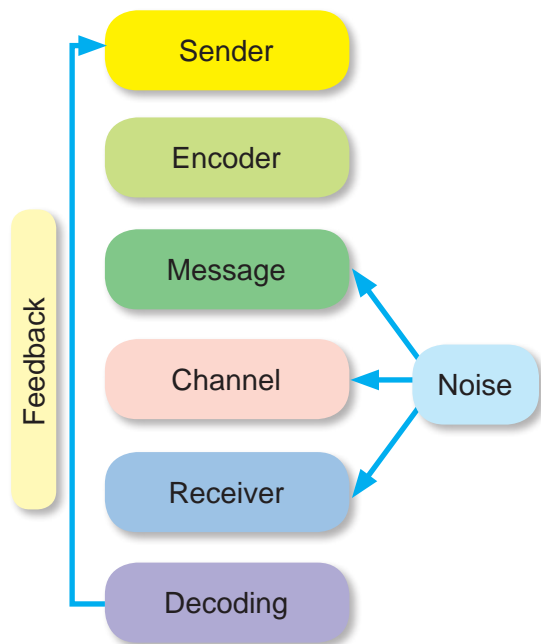 Sender
Encoder
Message
Channel
Receiver
Decoding
Feedback
Noise